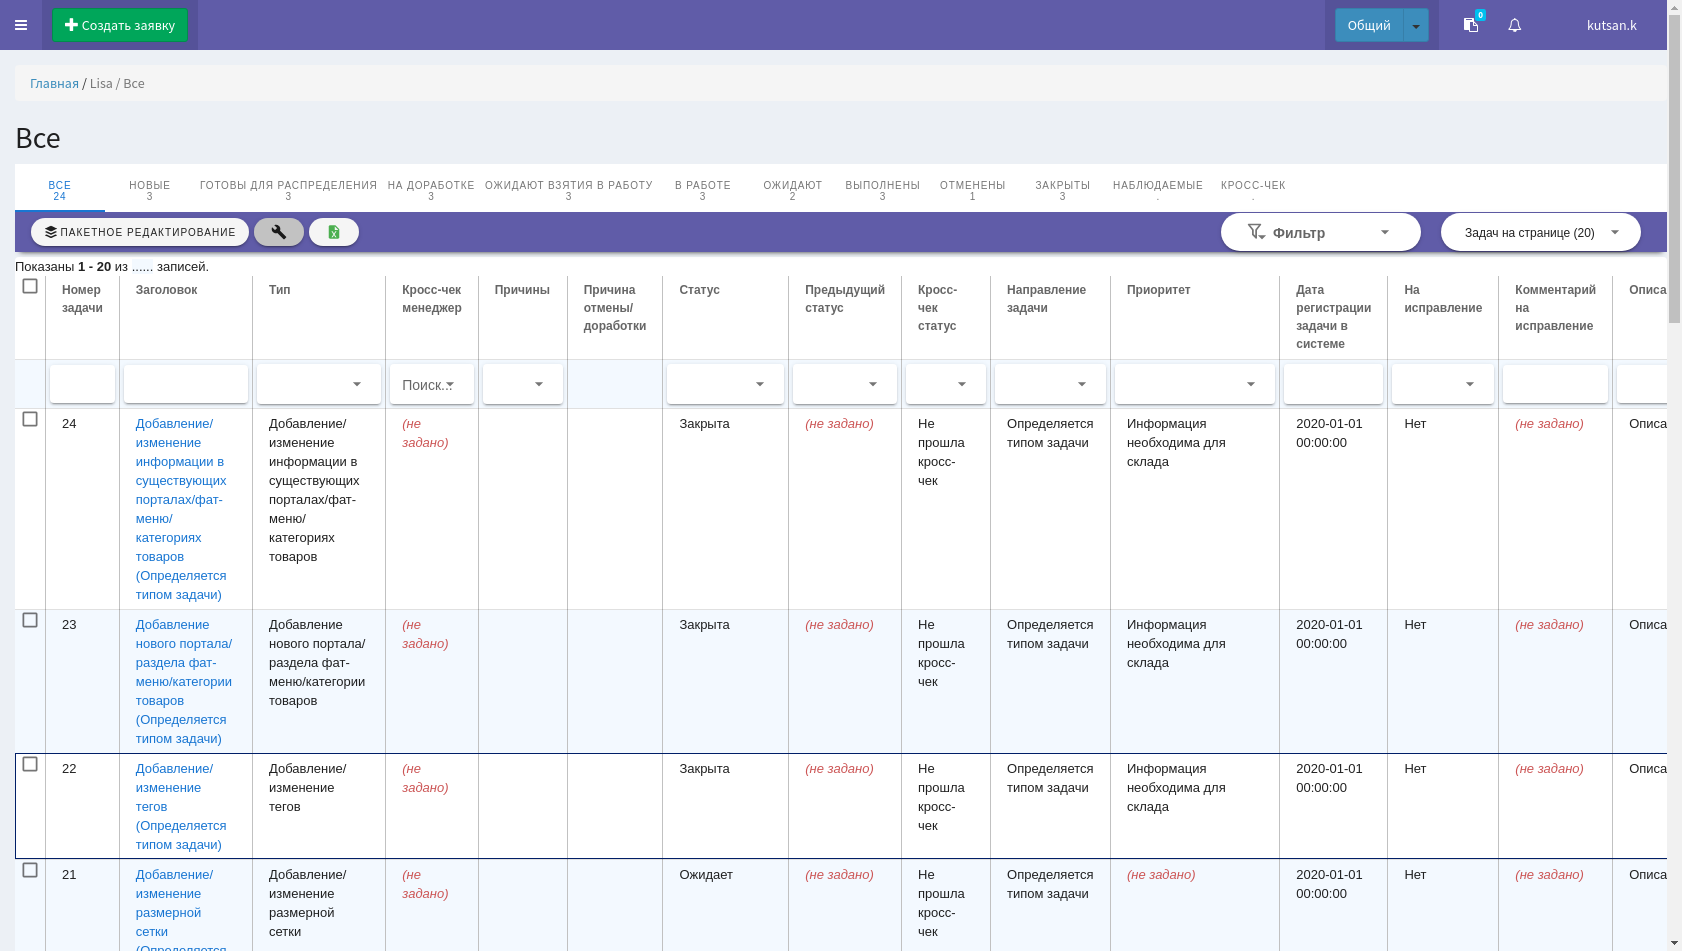 Создать заявку
Общий
0
kutsan.k
Главная / Lisa / Все
Все
ВСЕ
24
НОВЫЕ
3
ГОТОВЫ ДЛЯ РАСПРЕДЕЛЕНИЯ
3
НА ДОРАБОТКЕ
3
ОЖИДАЮТ ВЗЯТИЯ В РАБОТУ
3
В РАБОТЕ
3
ОЖИДАЮТ
2
ВЫПОЛНЕНЫ
3
ОТМЕНЕНЫ
1
ЗАКРЫТЫ
3
НАБЛЮДАЕМЫЕ
.
КРОСС-ЧЕК
.
ПАКЕТНОЕ РЕДАКТИРОВАНИЕ
Фильтр
Задач на странице (20)
Показаны 1 - 20 из ...... записей.
Номер
задачи
Заголовок
Тип
Кросс-чек
менеджер
Причины
Причина
отмены/
доработки
Статус
Предыдущий
статус
Кросс-
чек
статус
Направление
задачи
Приоритет
Дата
регистрации
задачи в
системе
На
исправление
Комментарий
на
исправление
Описа
Поиск...
24
Добавление/
изменение
информации в
существующих
порталах/фат-
меню/
категориях
товаров
(Определяется
типом задачи)
Добавление/
изменение
информации в
существующих
порталах/фат-
меню/
категориях
товаров
(не
задано)
Закрыта
(не задано)
Не
прошла
кросс-
чек
Определяется
типом задачи
Информация
необходима для
склада
2020-01-01
00:00:00
Нет
(не задано)
Описа
23
Добавление
нового портала/
раздела фат-
меню/категории
товаров
(Определяется
типом задачи)
Добавление
нового портала/
раздела фат-
меню/категории
товаров
(не
задано)
Закрыта
(не задано)
Не
прошла
кросс-
чек
Определяется
типом задачи
Информация
необходима для
склада
2020-01-01
00:00:00
Нет
(не задано)
Описа
22
Добавление/
изменение
тегов
(Определяется
типом задачи)
Добавление/
изменение
тегов
(не
задано)
Закрыта
(не задано)
Не
прошла
кросс-
чек
Определяется
типом задачи
Информация
необходима для
склада
2020-01-01
00:00:00
Нет
(не задано)
Описа
21
Добавление/
изменение
размерной
сетки
(Определяется
Добавление/
изменение
размерной
сетки
(не
задано)
Ожидает
(не задано)
Не
прошла
кросс-
чек
Определяется
типом задачи
(не задано)
2020-01-01
00:00:00
Нет
(не задано)
Описа